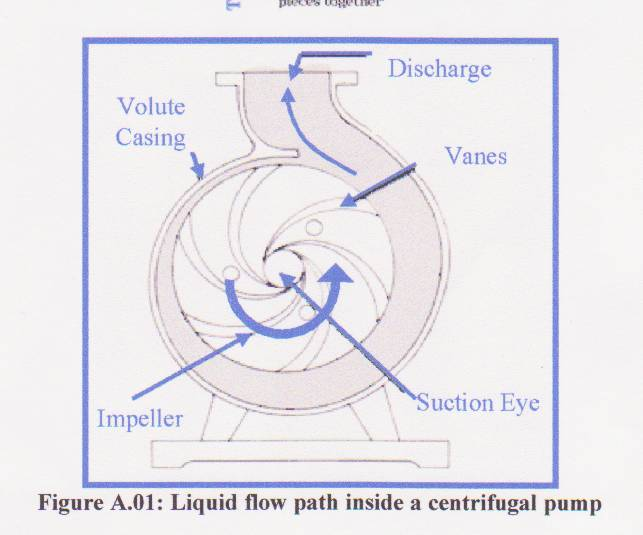 pieces together
Discharge
Volute
Casing
Vanes
Suction Eye
Impeller
Figure A.01: Liquid flow path inside a centrifugal pump